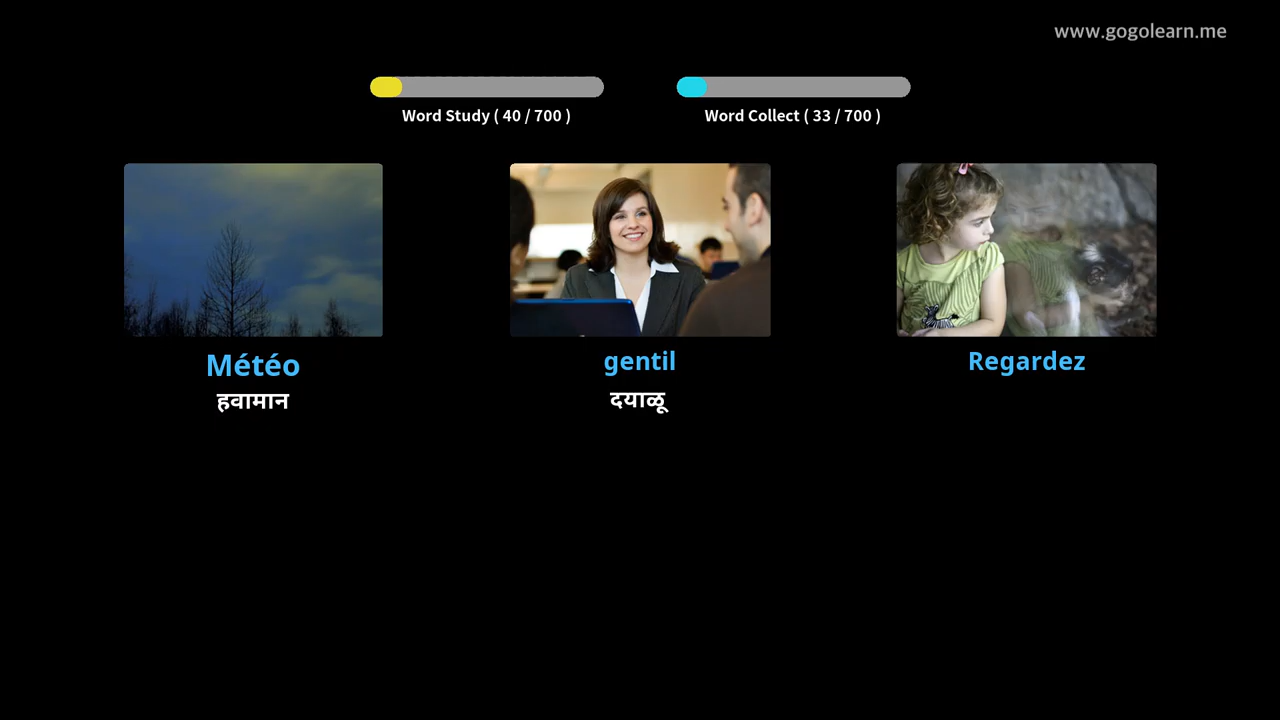 www.gogolearn.me
Word Study ( 40 / 700 )
Word Collect ( 33 / 700 )
Météo
हवामान
gentil
दयाळू
Regardez